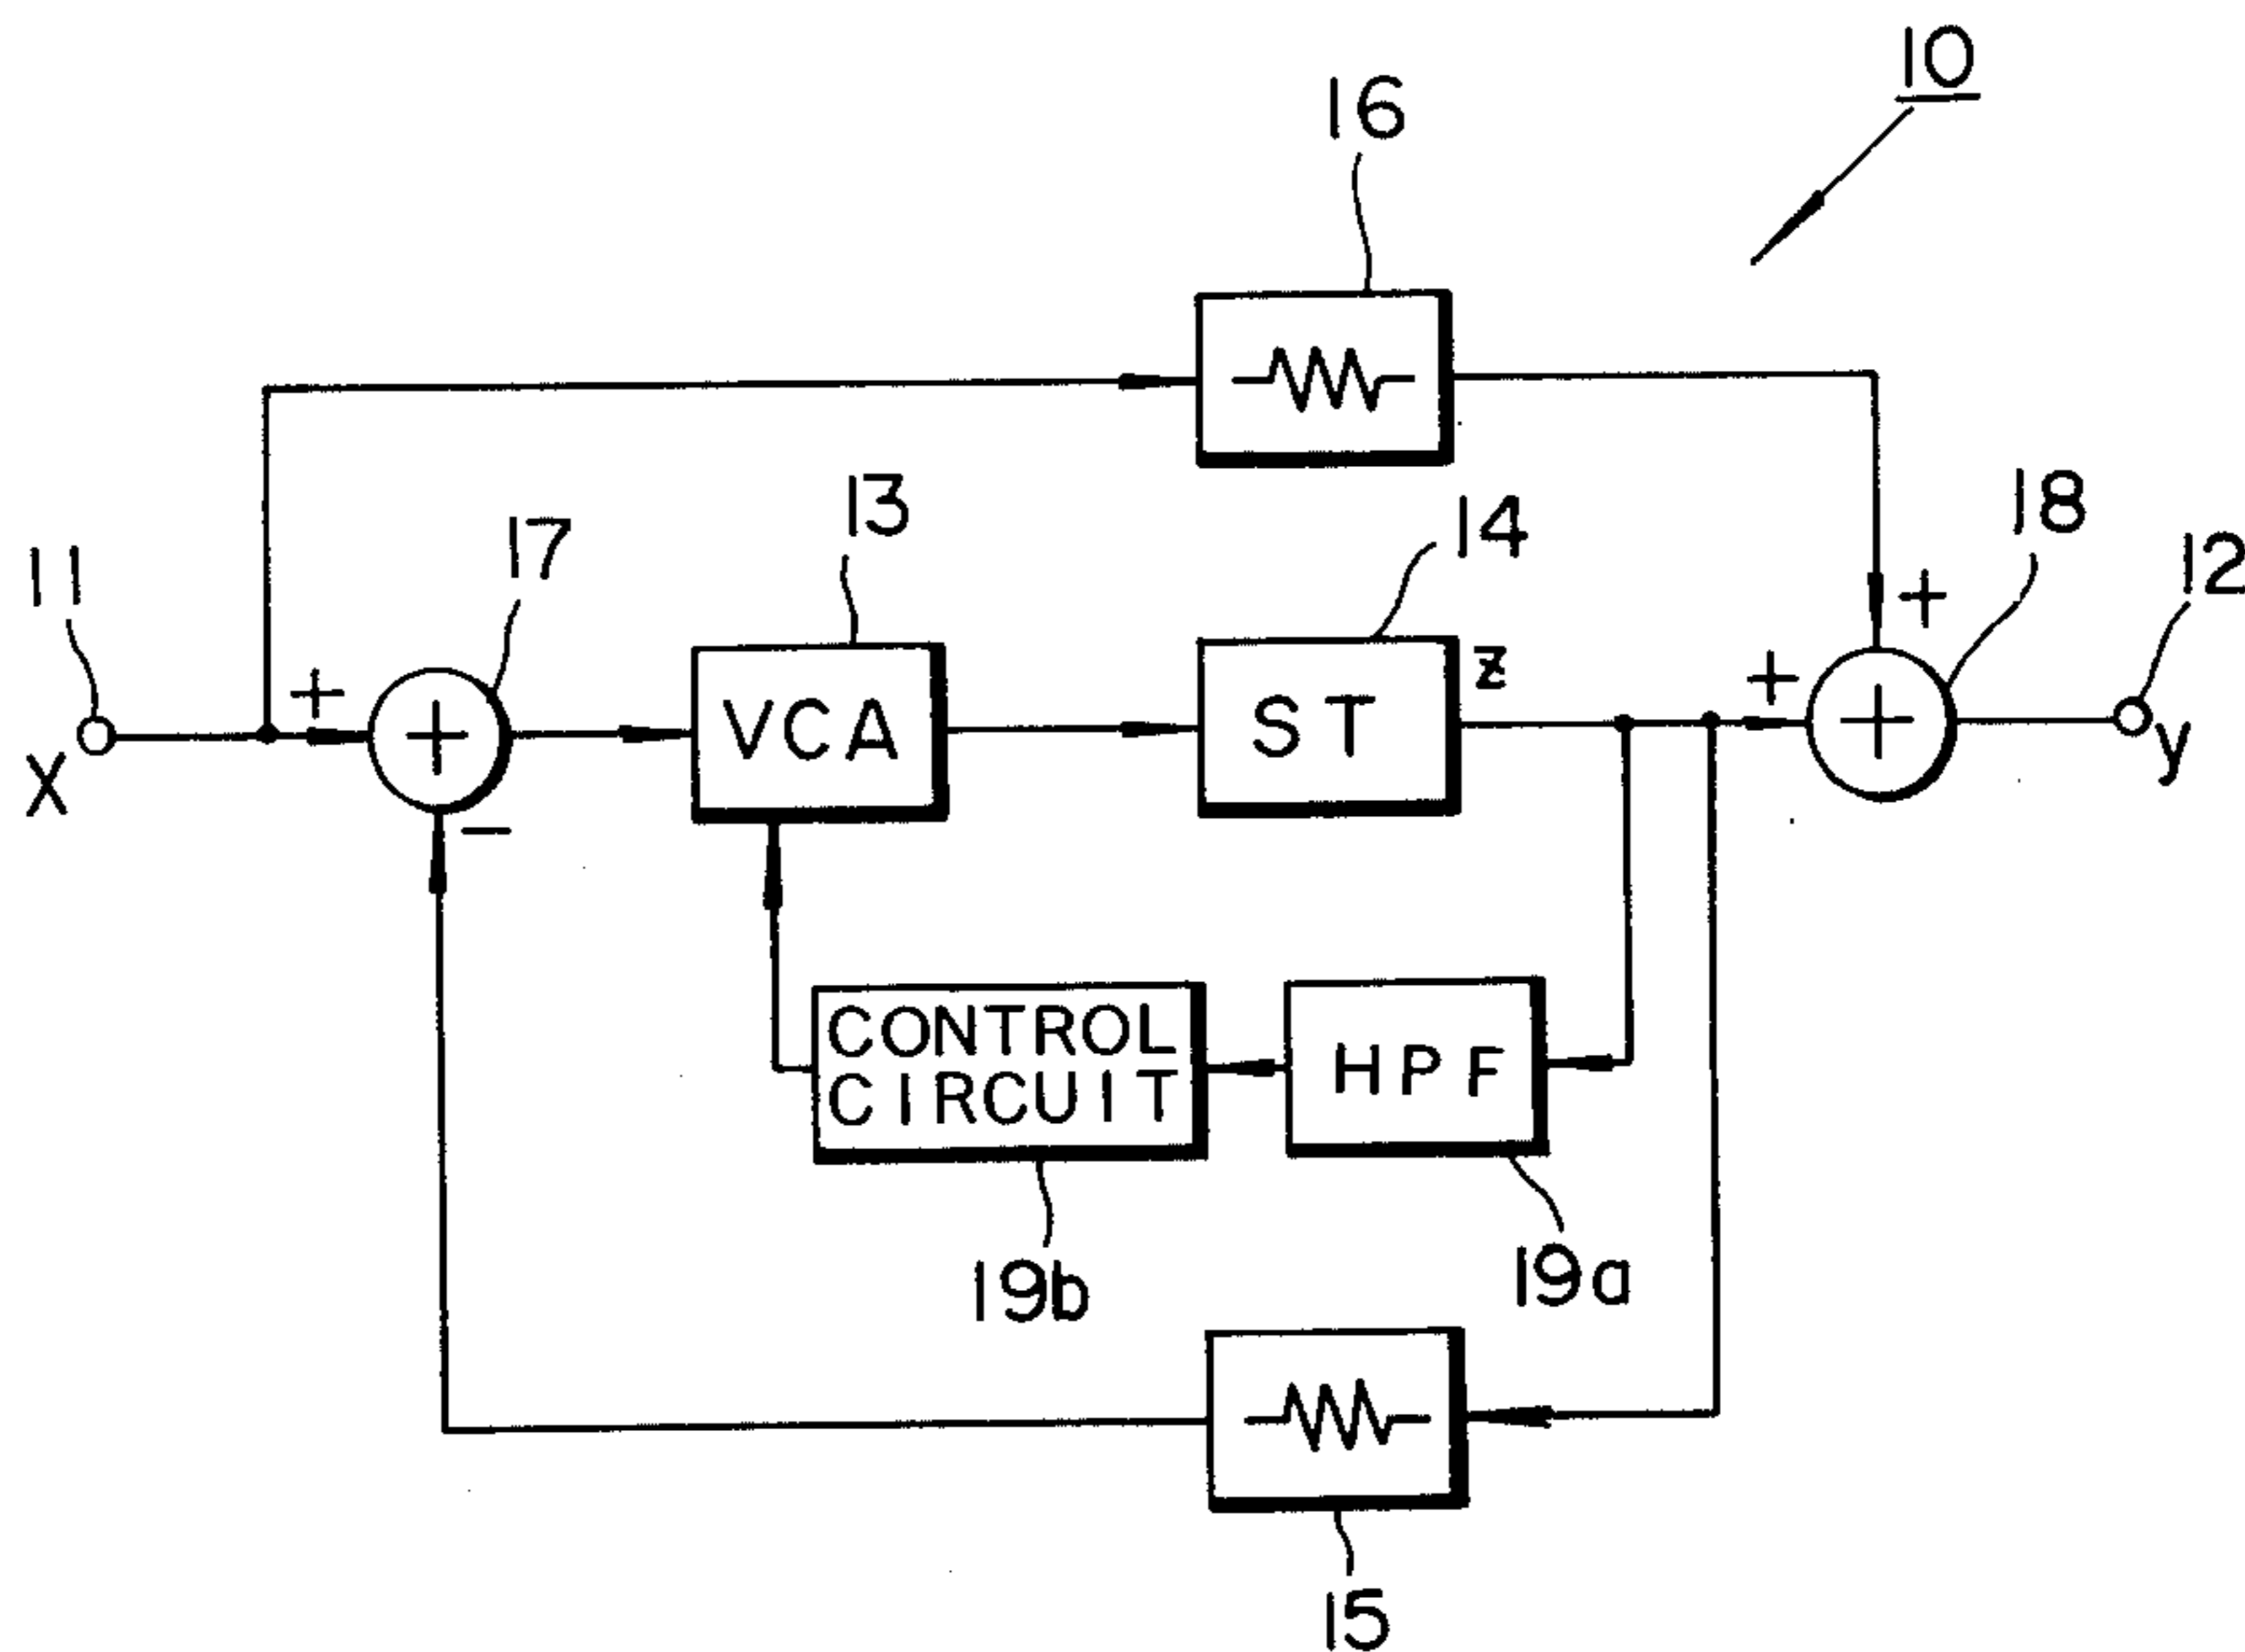 10
16
13
14
18
17
12
11
+
+
+
z
VCA
ST
+
+
X
y
−
CONTROL
CIRCUIT
HPF
19b
19a
15